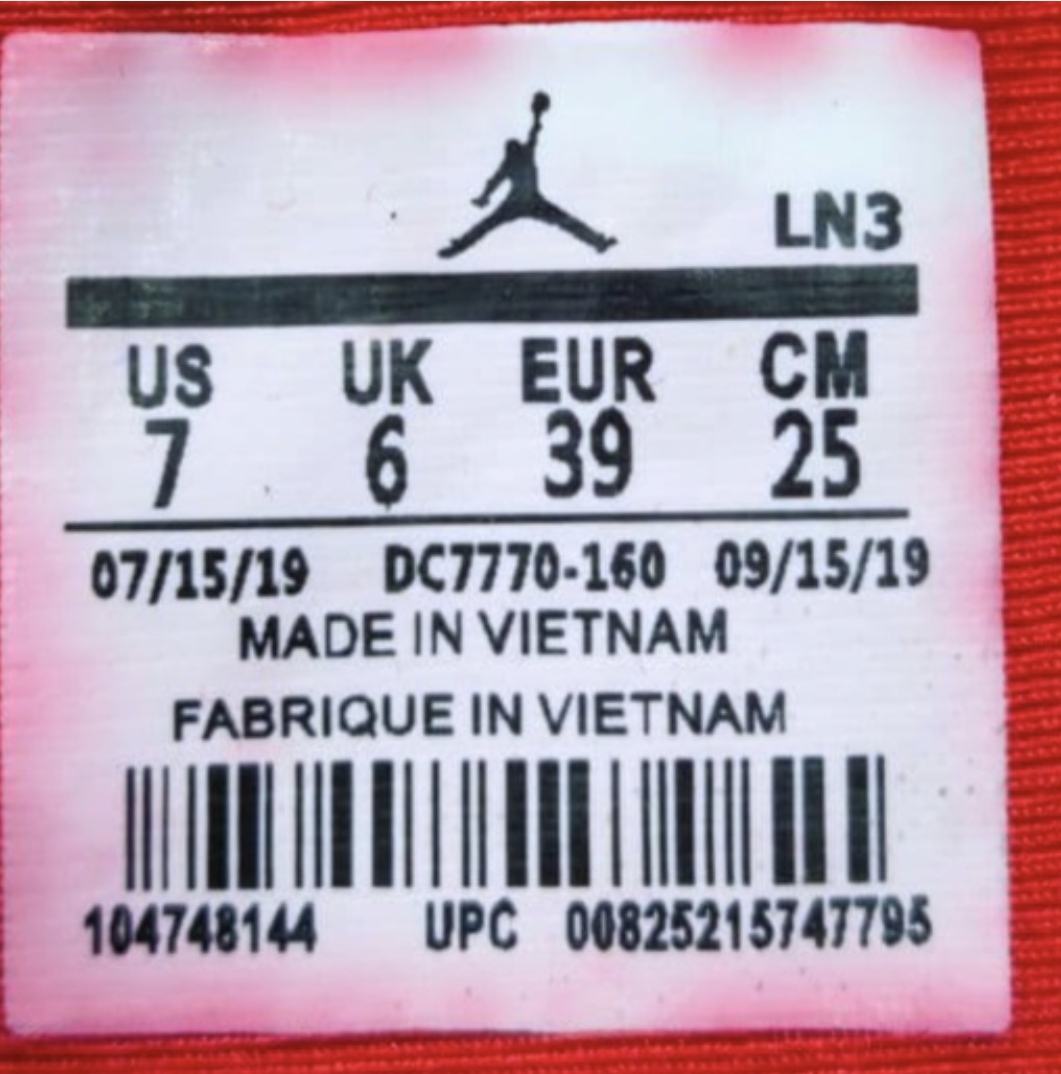 LN3
US UK EUR CM
7 6 39 25
07/15/19 DC7770-160 09/15/19
MADE IN VIETNAM
FABRIQUE IN VIETNAM
104748144 UPC 00825215747795